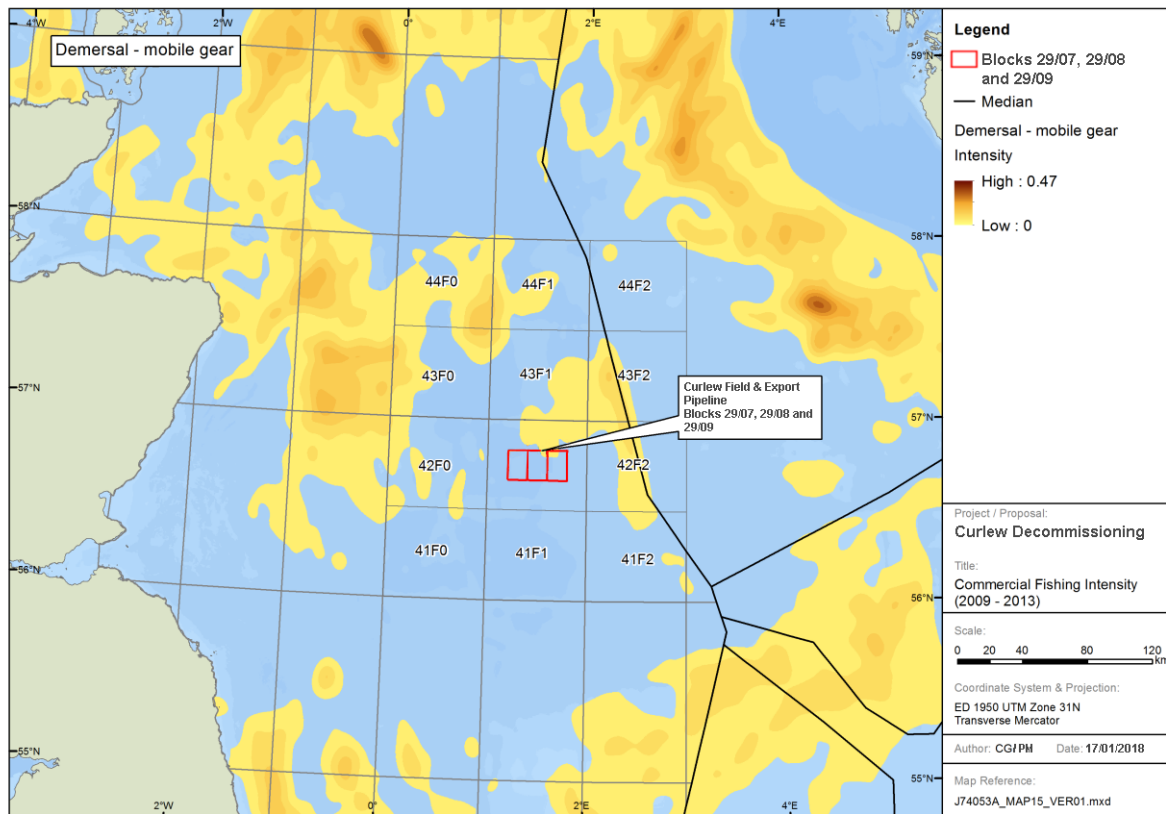 4°W
2°W
0°
2°E
4°E
Demersal - mobile gear
59°N
58°N
58°N
57°N
57°N
56°N
56°N
55°N
55°N
44F0
44F1
44F2
43F0
43F1
43F2
Curlew Field & Export
Pipeline
Blocks 29/07, 29/08 and
29/09
42F0
42F2
41F0
41F1
41F2
2°W
0°
2°E
4°E
Legend
Blocks 29/07, 29/08
and 29/09
Median
Demersal - mobile gear
Intensity
High : 0.47
Low : 0
Project / Proposal:
Curlew Decommissioning
Title:
Commercial Fishing Intensity
(2009 - 2013)
Scale:
0 20 40 80 120
km
Coordinate System & Projection:
ED 1950 UTM Zone 31N
Transverse Mercator
Author: CG/PM Date: 17/01/2018
Map Reference:
J74053A_MAP15_VER01.mxd